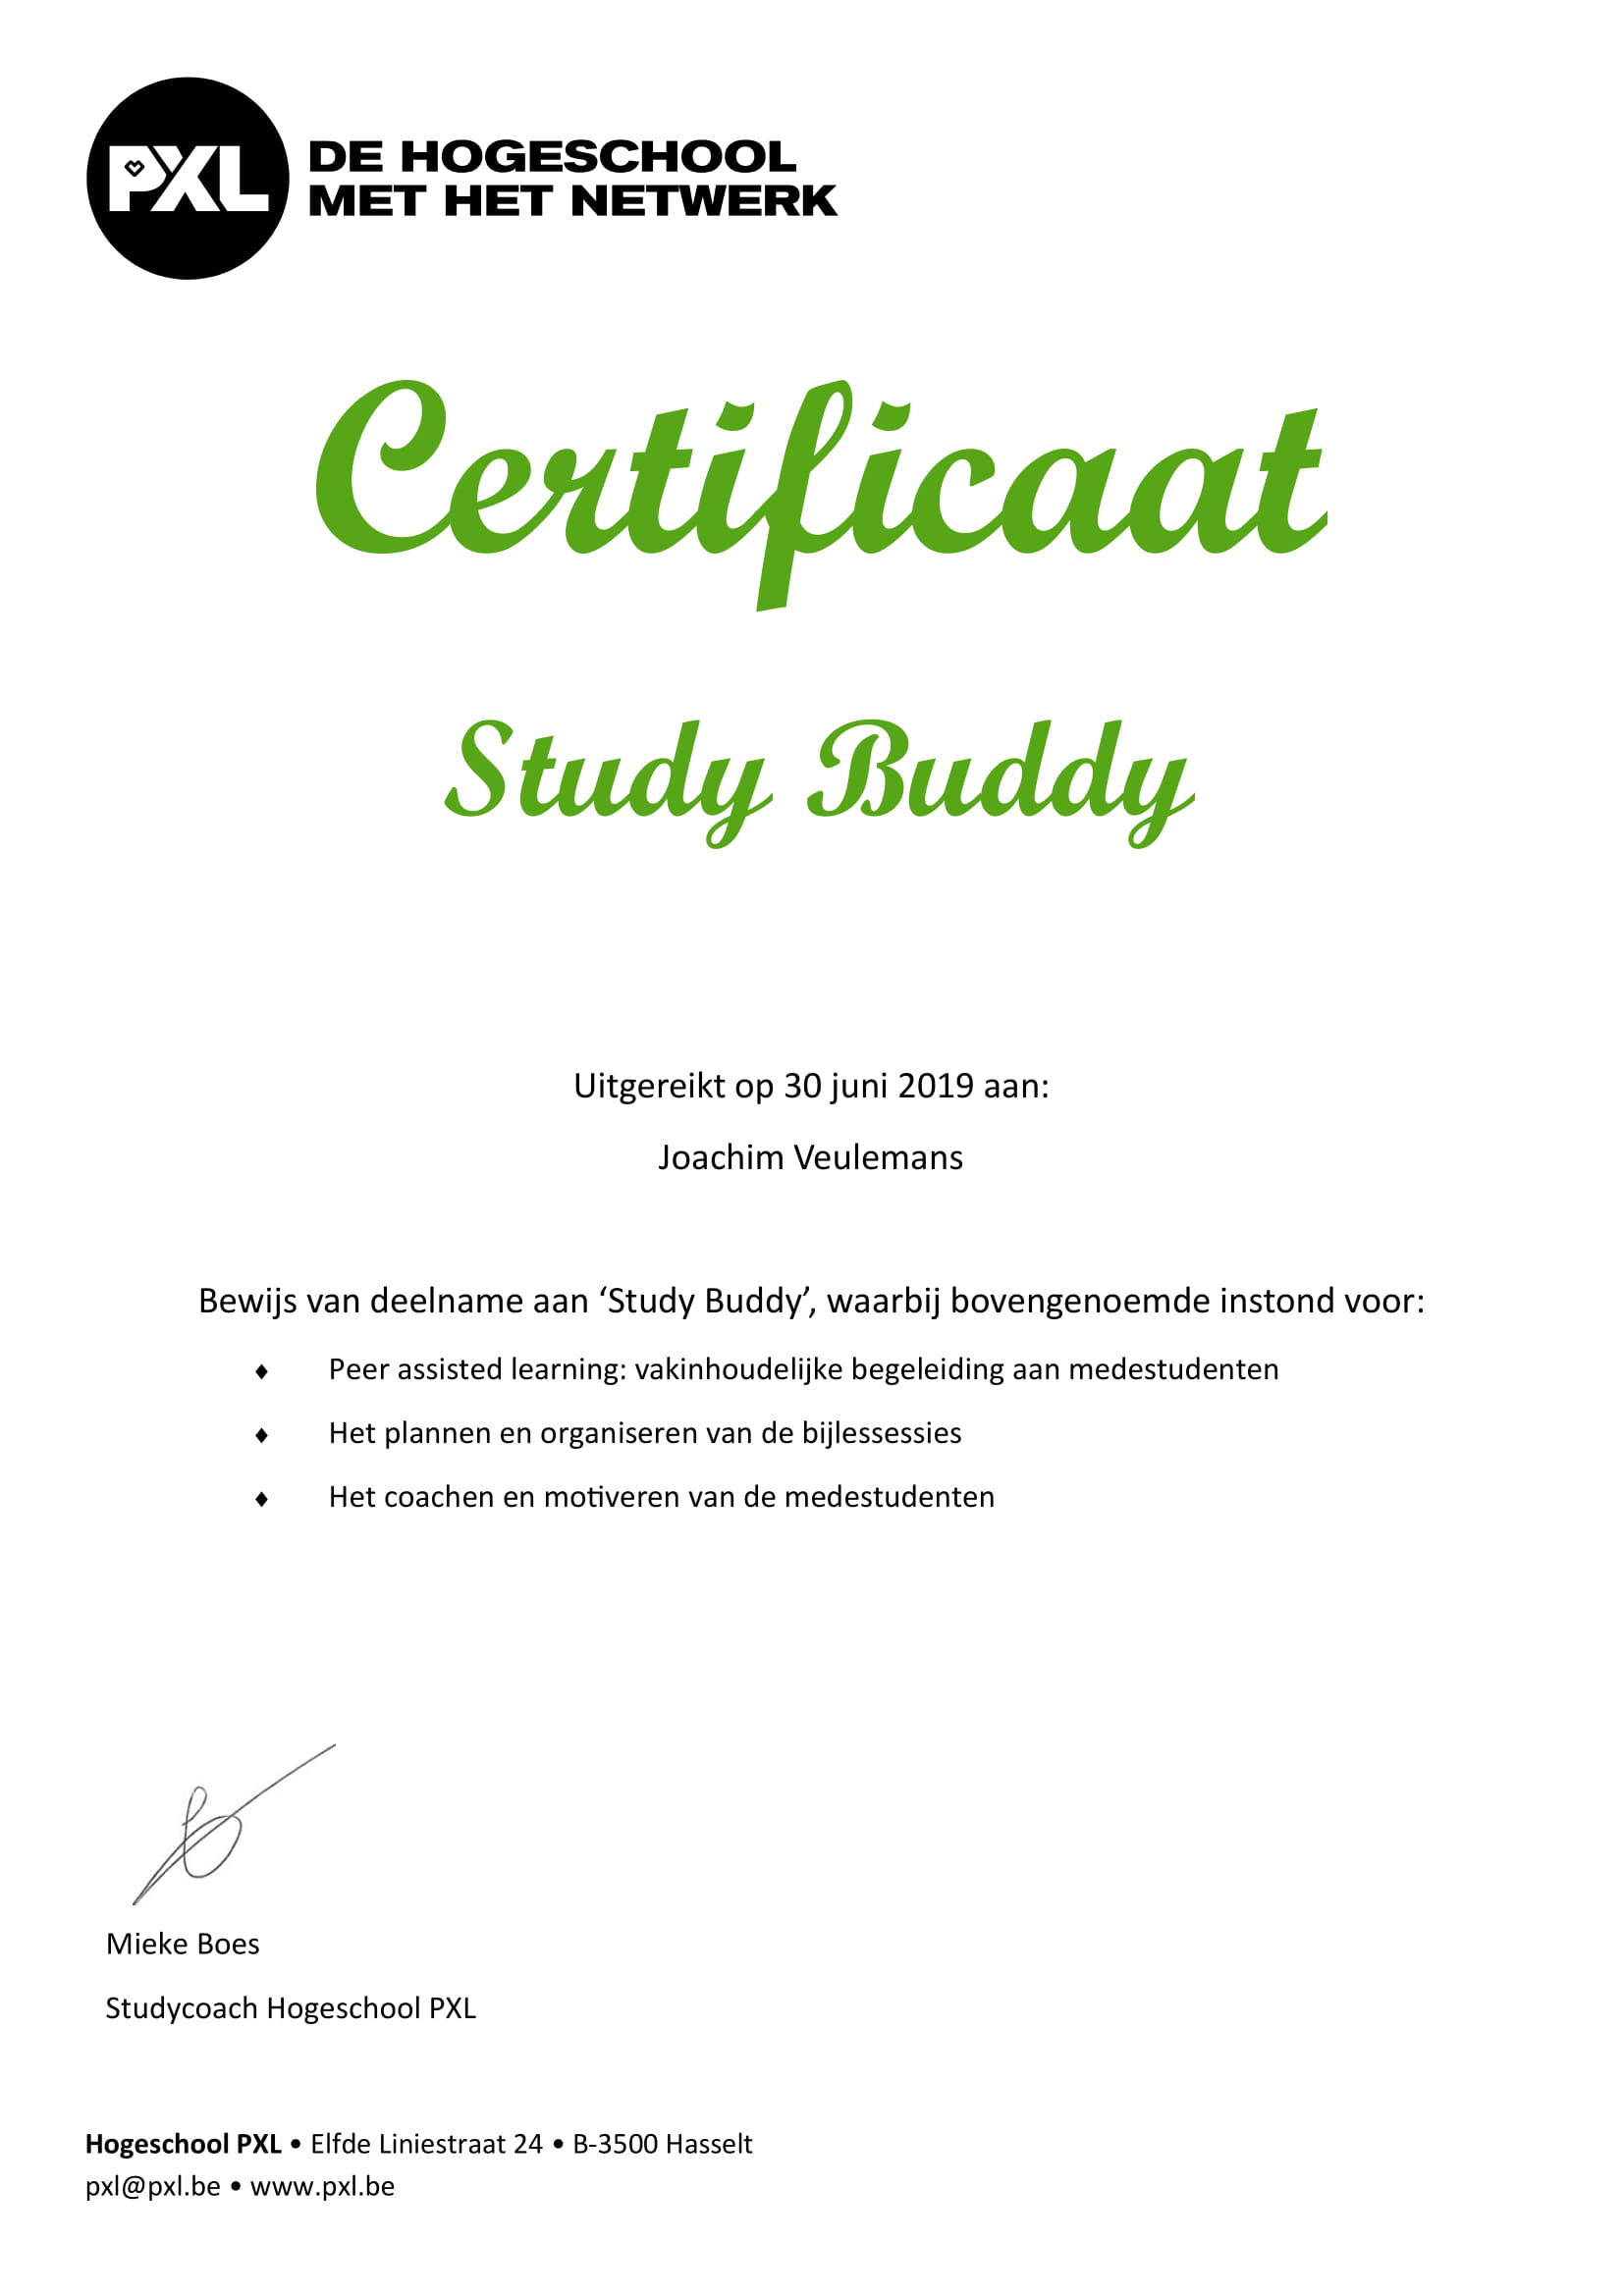 PXL
DE HOGESCHOOL
MET HET NETWERK
Certificaat
Study Buddy
Uitgereikt op 30 juni 2019 aan:
Joachim Veulemans
Bewijs van deelname aan ‘Study Buddy’, waarbij bovengenoemde instond voor:
♦ Peer assisted learning: vakinhoudelijke begeleiding aan medestudenten
♦ Het plannen en organiseren van de bijlessessies
♦ Het coachen en motiveren van de medestudenten
Mieke Boes
Studycoach Hogeschool PXL
Hogeschool PXL • Elfde Liniestraat 24 • B-3500 Hasselt
pxl@pxl.be • www.pxl.be